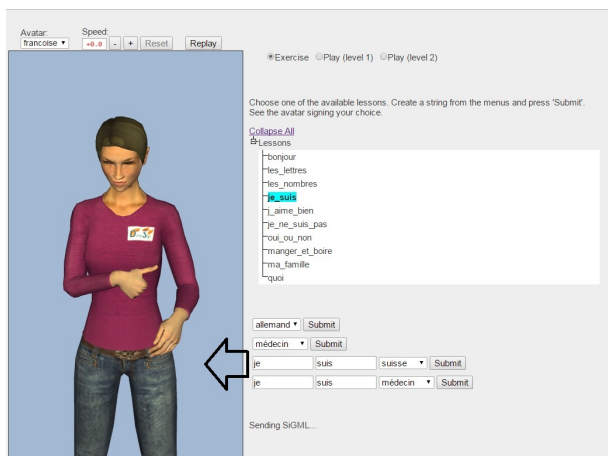 Avatar: Speed:
francoise +0.0 - + Reset Replay
Exercise Play (level 1) Play (level 2)
Choose one of the available lessons. Create a string from the menus and press 'Submit'.
See the avatar signing your choice.
Collapse All
Lessons
bonjour
les_lettres
les_nombres
je_suis
j_aime_bien
je_ne_suis_pas
oui_ou_non
manger_et_boire
ma_famille
quoi
allemand Submit
médecin Submit
je suis suisse Submit
je suis médecin Submit
Sending SiGML...